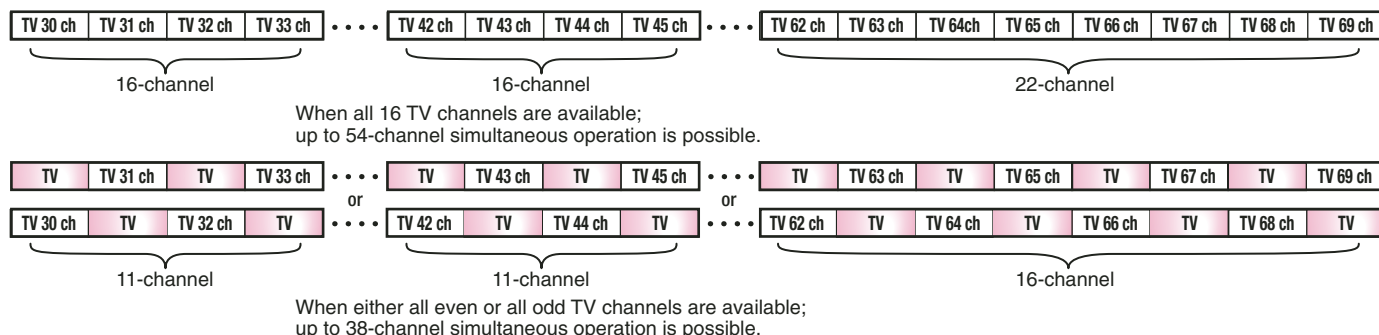 TV 30 ch TV 31 ch TV 32 ch TV 33 ch TV 42 ch TV 43 ch TV 44 ch TV 45 ch TV 62 ch TV 63 ch TV 64ch TV 65 ch TV 66 ch TV 67 ch TV 68 ch TV 69 ch
16-channel 16-channel 22-channel
When all 16 TV channels are available;
up to 54-channel simultaneous operation is possible.
TV TV 31 ch TV TV 33 ch TV TV 43 ch TV TV 45 ch TV TV 63 ch TV TV 65 ch TV TV 67 ch TV TV 69 ch
or or
TV 30 ch TV TV 32 ch TV TV 42 ch TV TV 44 ch TV TV 62 ch TV TV 64 ch TV TV 66 ch TV TV 68 ch TV
11-channel 11-channel 16-channel
When either all even or all odd TV channels are available;
up to 38-channel simultaneous operation is possible.